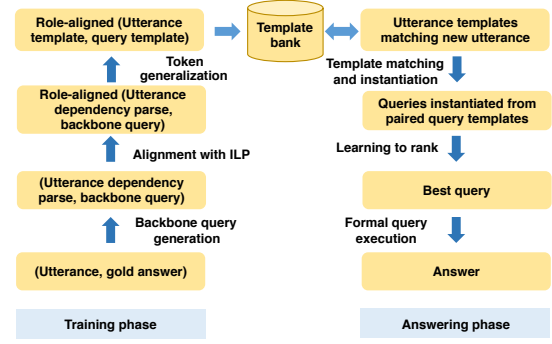 Role-aligned (Utterance
template, query template)
Token
generalization
Role-aligned (Utterance
dependency parse,
backbone query)
Alignment with ILP
(Utterance dependency
parse, backbone query)
Backbone query
generation
(Utterance, gold answer)
Training phase
Template
bank
Utterance templates
matching new utterance
Template matching
and instantiation
Queries instantiated from
paired query templates
Learning to rank
Best query
Formal query
execution
Answer
Answering phase